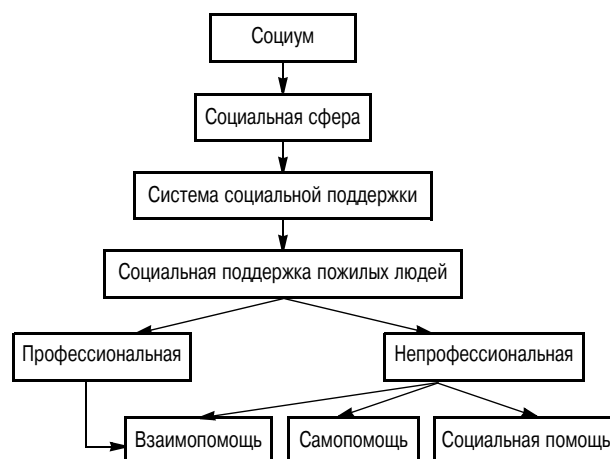 Социум
Социальная сфера
Система социальной поддержки
Социальная поддержка пожилых людей
Профессиональная
Непрофессиональная
Взаимопомощь
Самопомощь
Социальная помощь